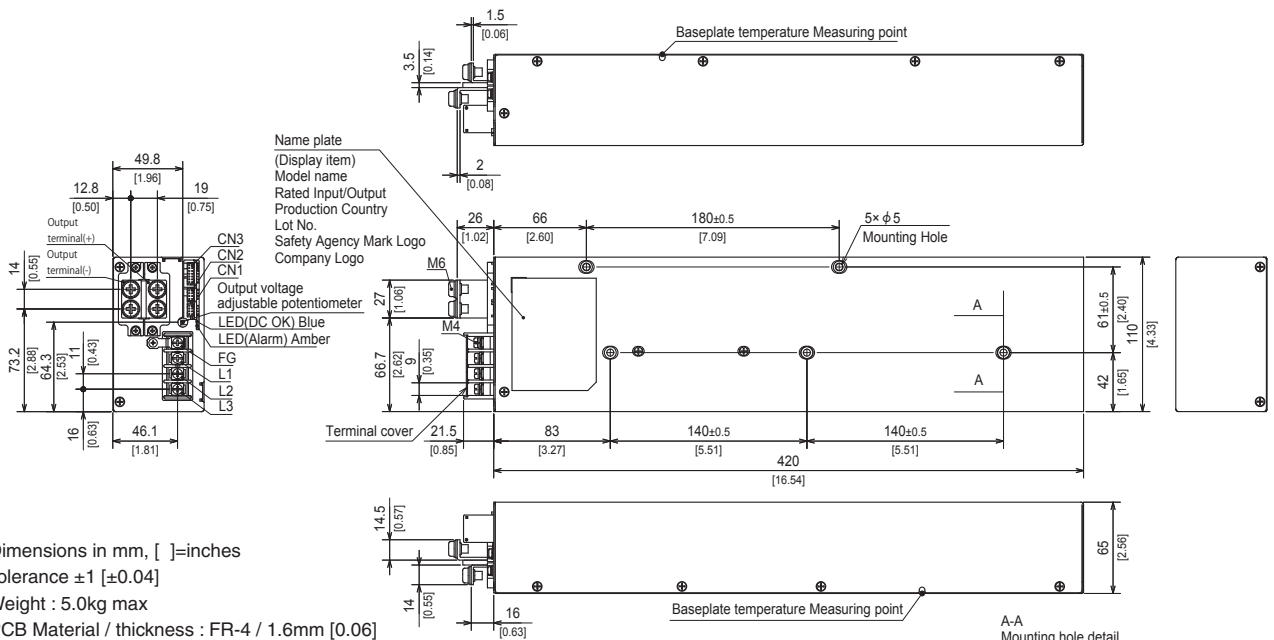 1.5
[0.06]
Baseplate temperature Measuring point
3.5
[0.14]
2
[0.08]
Name plate
(Display item)
Model name
Rated Input/Output
Production Country
Lot No.
Safety Agency Mark Logo
Company Logo
49.8
[1.96]
12.8
[0.50]
19
[0.75]
Output
terminal(+)
Output
terminal(-)
CN3
CN2
CN1
Output voltage
adjustable potentiometer
LED(DC OK) Blue
LED(Alarm) Amber
FG
L1
L2
L3
14
[0.55]
73.2
[2.88]
64.3
[2.53]
11
[0.43]
16
[0.63]
46.1
[1.81]
26
[1.02]
66
[2.60]
180±0.5
[7.09]
5× φ5
Mounting Hole
M6
27
[1.06]
M4
66.7
[2.62]
9
[0.35]
A
A
61±0.5
[2.40]
110
[4.33]
42
[1.65]
Terminal cover
21.5
[0.85]
83
[3.27]
140±0.5
[5.51]
140±0.5
[5.51]
420
[16.54]
14.5
[0.57]
14
[0.55]
16
[0.63]
Baseplate temperature Measuring point
65
[2.56]
A-A
Mounting hole detail
Dimensions in mm, [ ]=inches
Tolerance ±1 [±0.04]
Weight : 5.0kg max
PCB Material / thickness : FR-4 / 1.6mm [0.06]